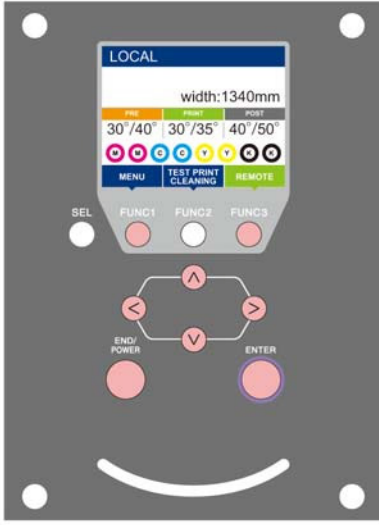 LOCAL
width:1340mm
PRE PRINT POST
30°/40° 30°/35° 40°/50°
M M C C Y Y K K
MENU TEST PRINT CLEANING REMOTE
SEL FUNC1 FUNC2 FUNC3
<
>
END/
POWER
ENTER